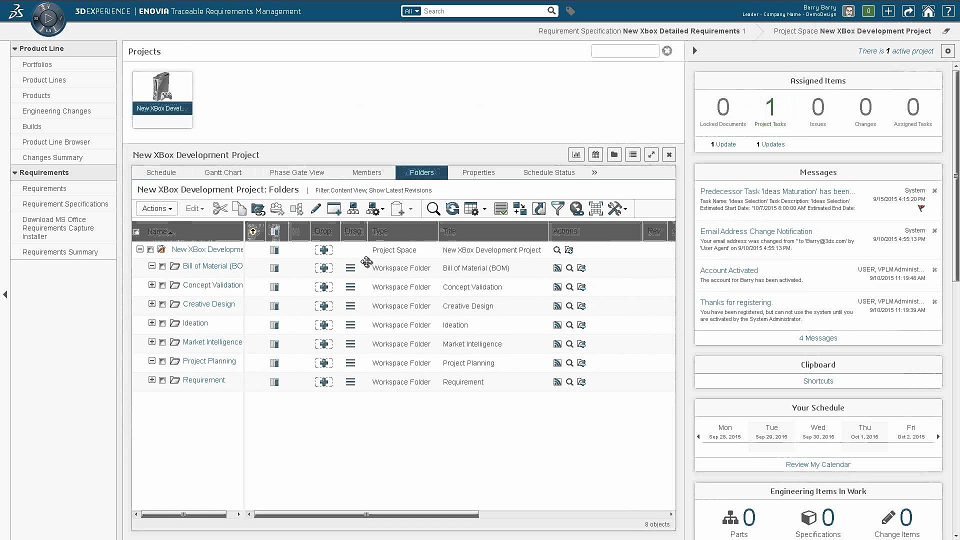 3DEXPERIENCE | ENOVIA Traceable Requirements Management
All
Search
Barry Barry
Leader - Company Name - DemoDesign
0
Requirement Specification New Xbox Detailed Requirements 1
Project Space New XBox Development Project
Product Line
Portfolios
Product Lines
Products
Engineering Changes
Builds
Product Line Browser
Changes Summary
Requirements
Requirements
Requirement Specifications
Download MS Office
Requirements Capture
Installer
Requirements Summary
Projects
New XBox Devel...
New XBox Development Project
Schedule
Gantt Chart
Phase Gate View
Members
Folders
Properties
Schedule Status
New XBox Development Project: Folders
Filter:Content View, Show Latest Revisions
Actions
Edit
Name
Drop
Drag
Type
Title
Actions
Rev
New XBox Developme
Project Space
New XBox Development Project
Bill of Material (BO
Workspace Folder
Bill of Material (BOM)
Concept Validation
Workspace Folder
Concept Validation
Creative Design
Workspace Folder
Creative Design
Ideation
Workspace Folder
Ideation
Market Intelligence
Workspace Folder
Market Intelligence
Project Planning
Workspace Folder
Project Planning
Requirement
Workspace Folder
Requirement
8 objects
There is 1 active project
Assigned Items
0
1
0
0
0
Locked Documents
Project Tasks
Issues
Changes
Assigned Tasks
1 Update
1 Updates
Messages
Predecessor Task 'Ideas Maturation' has been...
System
Task Name: 'Ideas Selection' Task Description: 'Ideas Selection'
Estimated Start Date: '10/7/2015 8:00:00 AM' Estimated End Date:
9/15/2015 4:15:20 PM
Email Address Change Notification
System
Your email address was changed from '' to 'Barry@3ds.com' by
'User Agent' on 9/10/2015 4:55:13 PM.
9/10/2015 4:55:13 PM
Account Activated
USER, VPLM Administ...
The account for Barry has been activated.
9/10/2015 11:19:48 AM
Thanks for registering.
USER, VPLM Administ...
You have been registered, but can not use the system until you
are activated by the System Administrator.
9/10/2015 11:19:39 AM
4 Messages
Clipboard
Shortcuts
Your Schedule
Mon
Tue
Wed
Thu
Fri
Sep 28, 2015
Sep 29, 2015
Sep 30, 2015
Oct 1, 2015
Oct 2, 2015
Review My Calendar
Engineering Items In Work
0
0
0
Parts
Specifications
Change Items